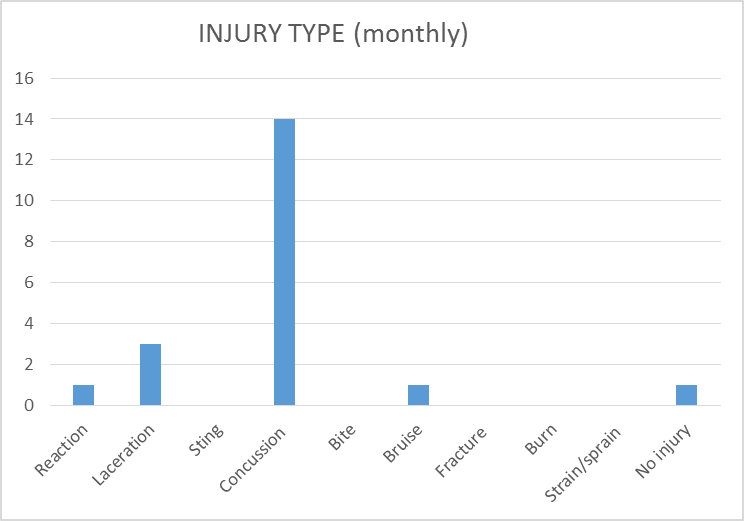 INJURY TYPE (monthly)
16
14
12
10
8
6
4
2
0
Reaction
Laceration
Sting
Concussion
Bite
Bruise
Fracture
Burn
Strain/sprain
No injury